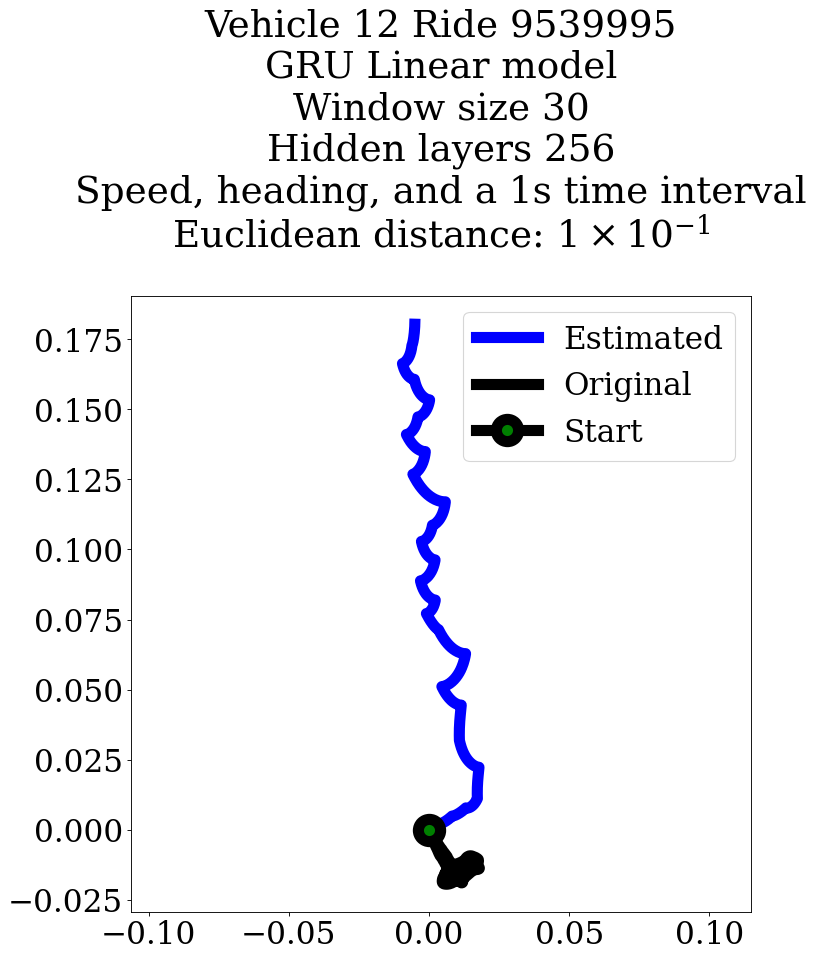 Vehicle 12 Ride 9539995
GRU Linear model
Window size 30
Hidden layers 256
Speed, heading, and a 1s time interval
Euclidean distance: 1 × 10⁻¹
Estimated
Original
Start
0.175
0.150
0.125
0.100
0.075
0.050
0.025
0.000
−0.025
−0.10 −0.05 0.00 0.05 0.10